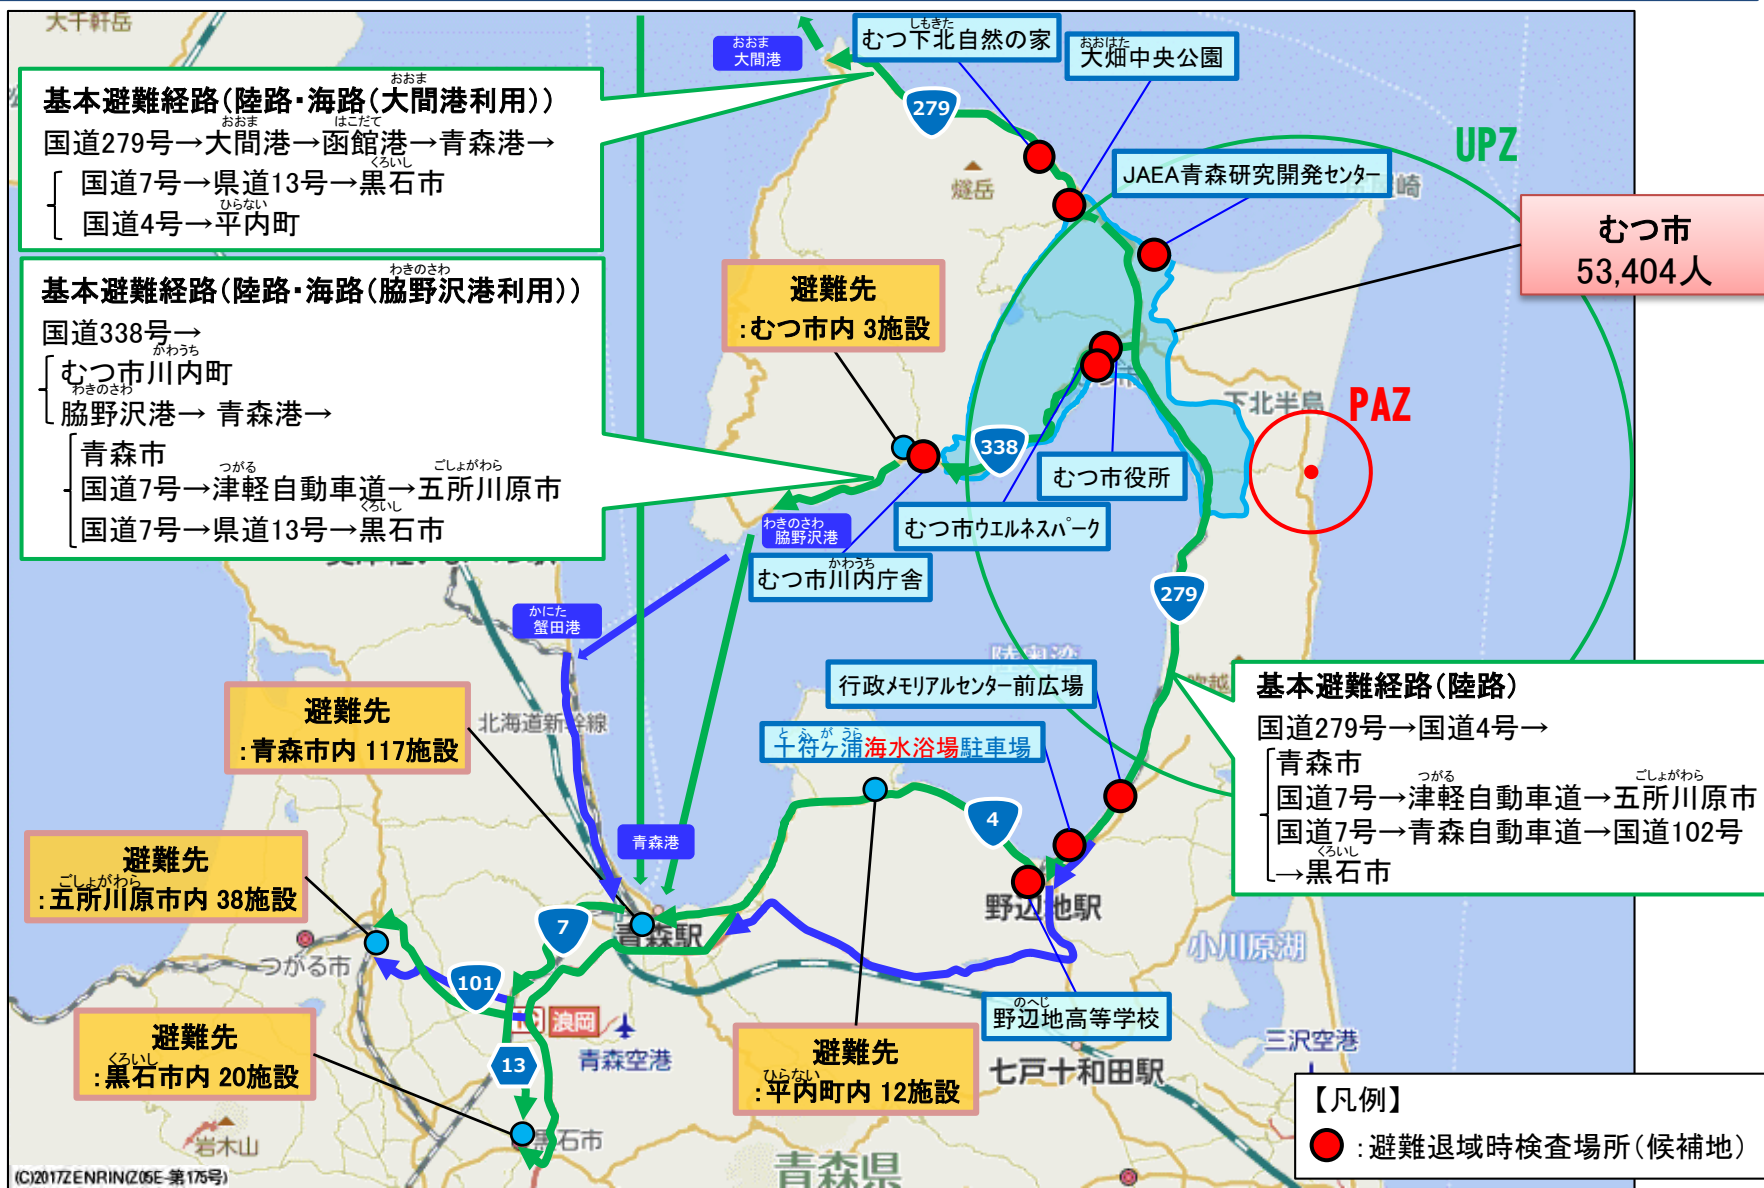 大千軒岳
おおま
大間港
しもきた
むつ下北自然の家
おおはた
大畑中央公園
基本避難経路(陸路・海路(大間港利用))
おおま
国道279号→大間港→函館港→青森港→
おおま
はこだて
国道7号→県道13号→黒石市
くろいし
国道4号→平内町
ひらない
279
燧岳
UPZ
JAEA青森研究開発センター
崎
むつ市
53,404人
基本避難経路(陸路・海路(脇野沢港利用))
わきのさわ
国道338号→
むつ市川内町
かわうち
脇野沢港→ 青森港→
わきのさわ
青森市
国道7号→津軽自動車道→五所川原市
つがる
ごしょがわら
国道7号→県道13号→黒石市
くろいし
避難先
:むつ市内 3施設
下北半島
PAZ
338
むつ市役所
むつ市ウエルネスパーク
わきのさわ
脇野沢港
かわうち
むつ市川内庁舎
279
かにた
蟹田港
陸奥湾
行政メモリアルセンター前広場
とふがうら
十符ヶ浦海水浴場駐車場
避難先
:青森市内 117施設
北海道新幹線
基本避難経路(陸路)
国道279号→国道4号→
青森市
国道7号→津軽自動車道→五所川原市
つがる
ごしょがわら
国道7号→青森自動車道→国道102号
→黒石市
くろいし
4
青森港
避難先
:五所川原市内 38施設
ごしょがわら
7
青森駅
野辺地駅
小川原湖
つがる市
101
浪岡
青森空港
のへじ
野辺地高等学校
避難先
:黒石市内 20施設
くろいし
13
避難先
:平内町内 12施設
ひらない
七戸十和田駅
三沢空港
岩木山
黒石市
青森県
【凡例】
:避難退域時検査場所(候補地)
(C)2017ZENRIN(Z05E-第175号)